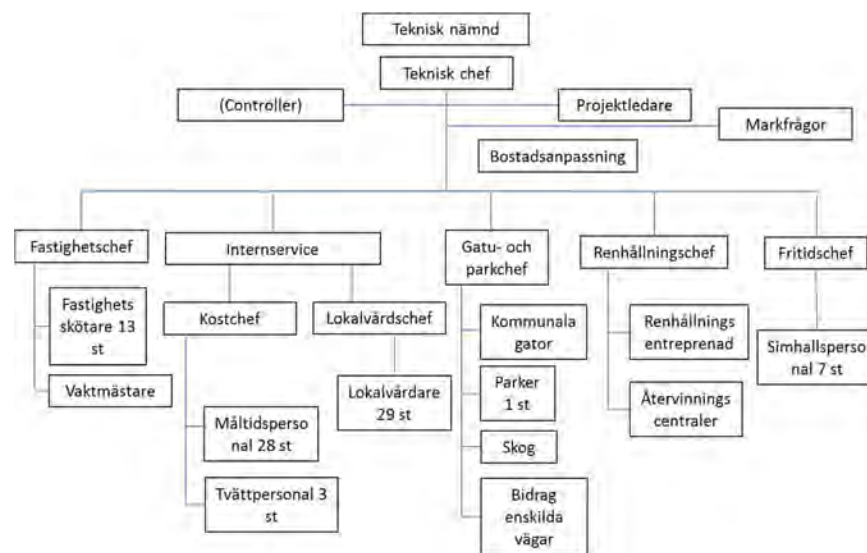 Teknisk nämnd
Teknisk chef
(Controller)
Projektledare
Markfrågor
Bostadsanpassning
Fastighetschef
Internservice
Gatu- och
parkchef
Renhållningschef
Fritidschef
Fastighets
skötare 13
st
Vaktmästare
Kostchef
Lokalvårdschef
Måltidsperso
nal 28 st
Tvättpersonal 3
st
Lokalvårdare
29 st
Kommunala
gator
Parker
1 st
Skog
Bidrag
enskilda
vägar
Renhållnings
entreprenad
Återvinnings
centraler
Simhallsperso
nal 7 st